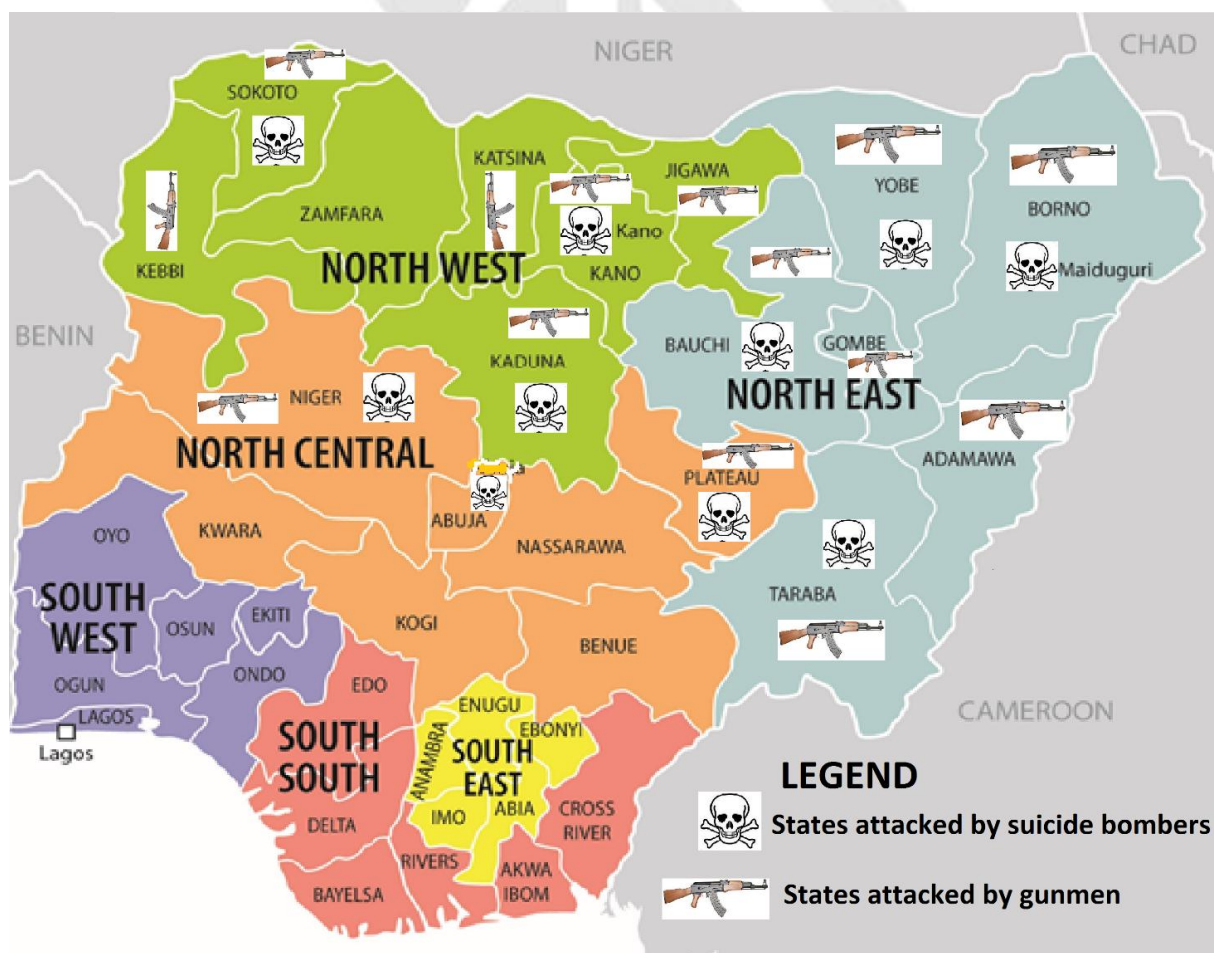 NIGER
CHAD
SOKOTO
KATSINA
JIGAWA
YOBE
BORNO
ZAMFARA
Kano
Maiduguri
KEBBI
NORTH WEST
KANO
BENIN
BAUCHI
GOMBE
KADUNA
NIGER
NORTH EAST
NORTH CENTRAL
ADAMAWA
PLATEAU
ABUJA
OYO
KWARA
NASSARAWA
SOUTH
WEST
TARABA
OSUN
EKITI
KOGI
BENUE
OGUN
ONDO
EDO
LAGOS
Lagos
ENUGU
EBONYI
ANAMBRA
SOUTH
EAST
SOUTH
SOUTH
CAMEROON
IMO
ABIA
CROSS
RIVER
DELTA
RIVERS
AKWA
IBOM
BAYELSA
LEGEND
States attacked by suicide bombers
States attacked by gunmen